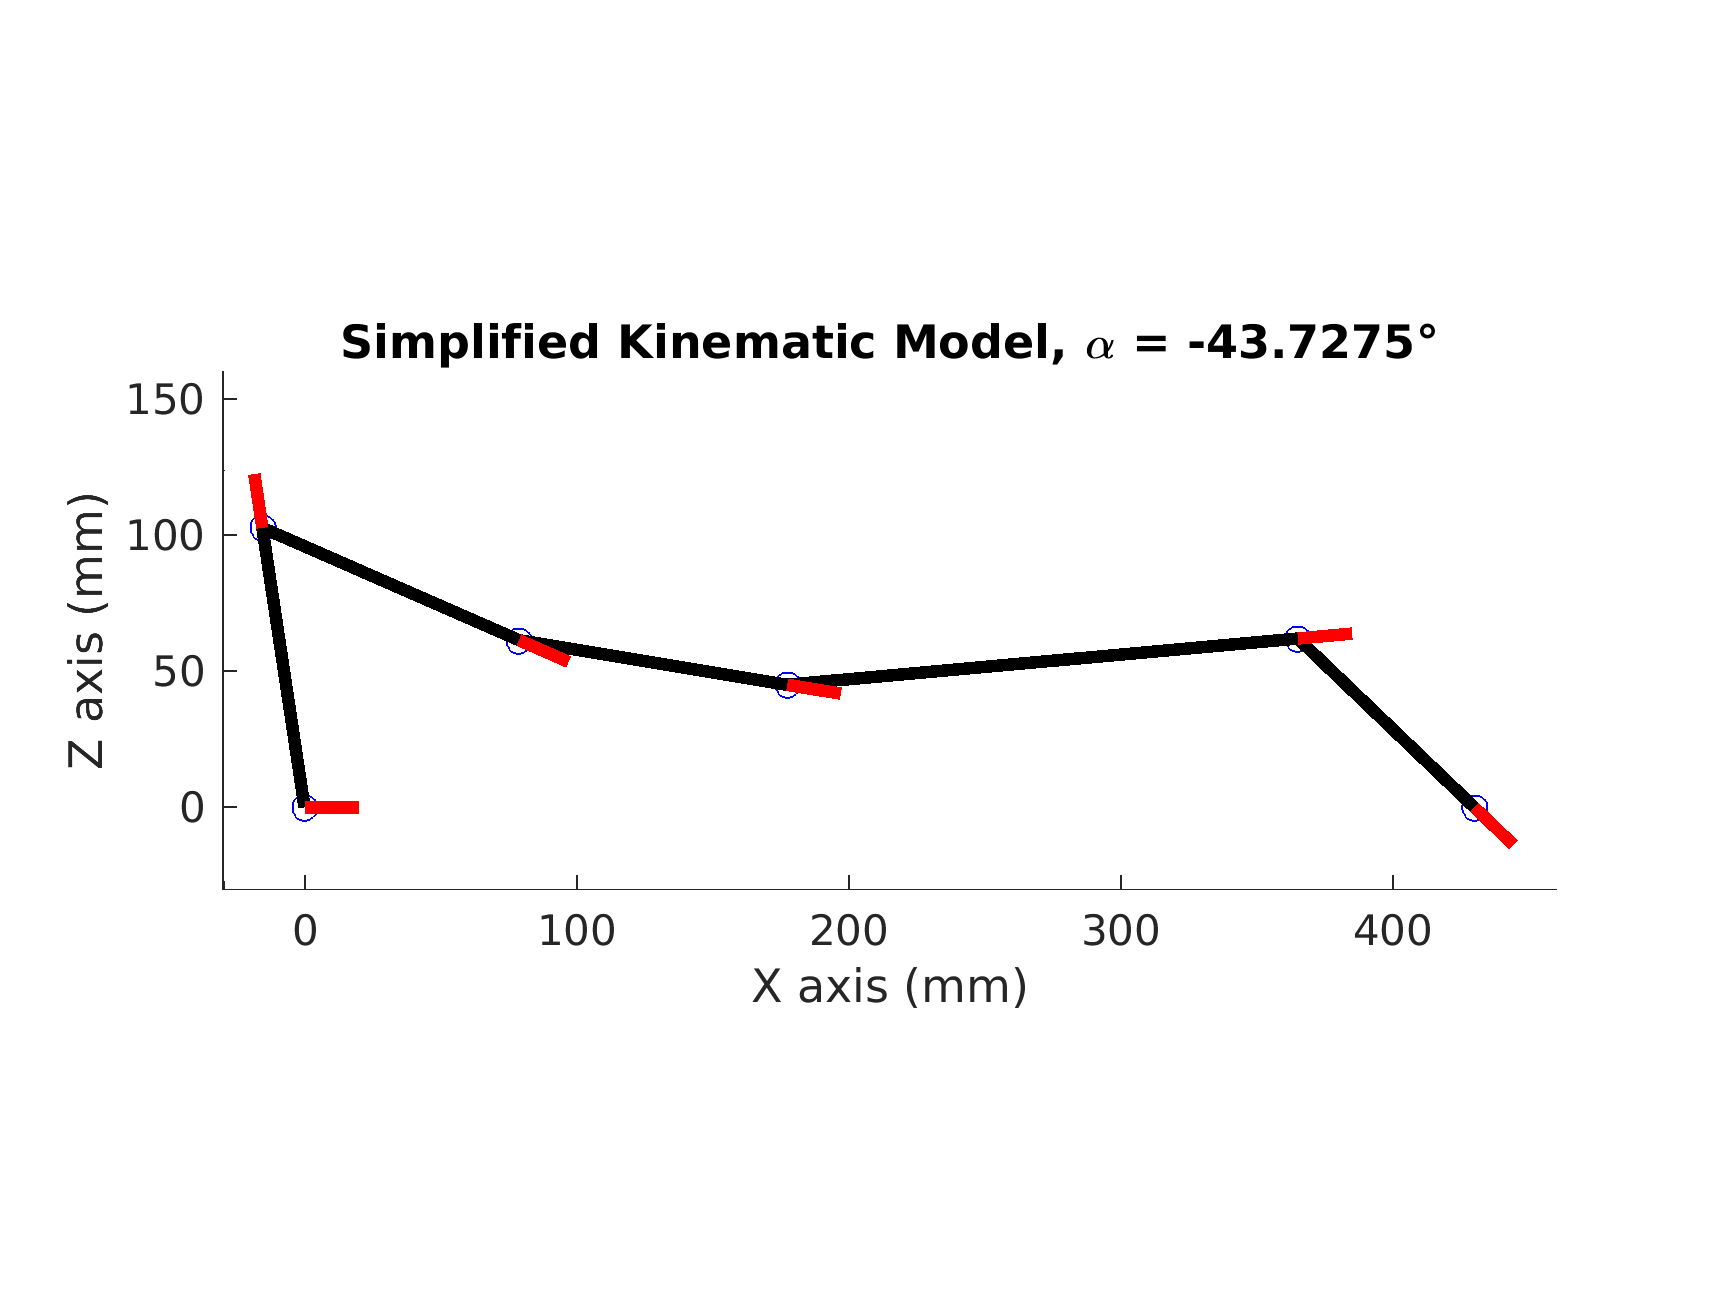 Simplified Kinematic Model, α = -43.7275°
150
100
50
0
Z axis (mm)
0 100 200 300 400
X axis (mm)